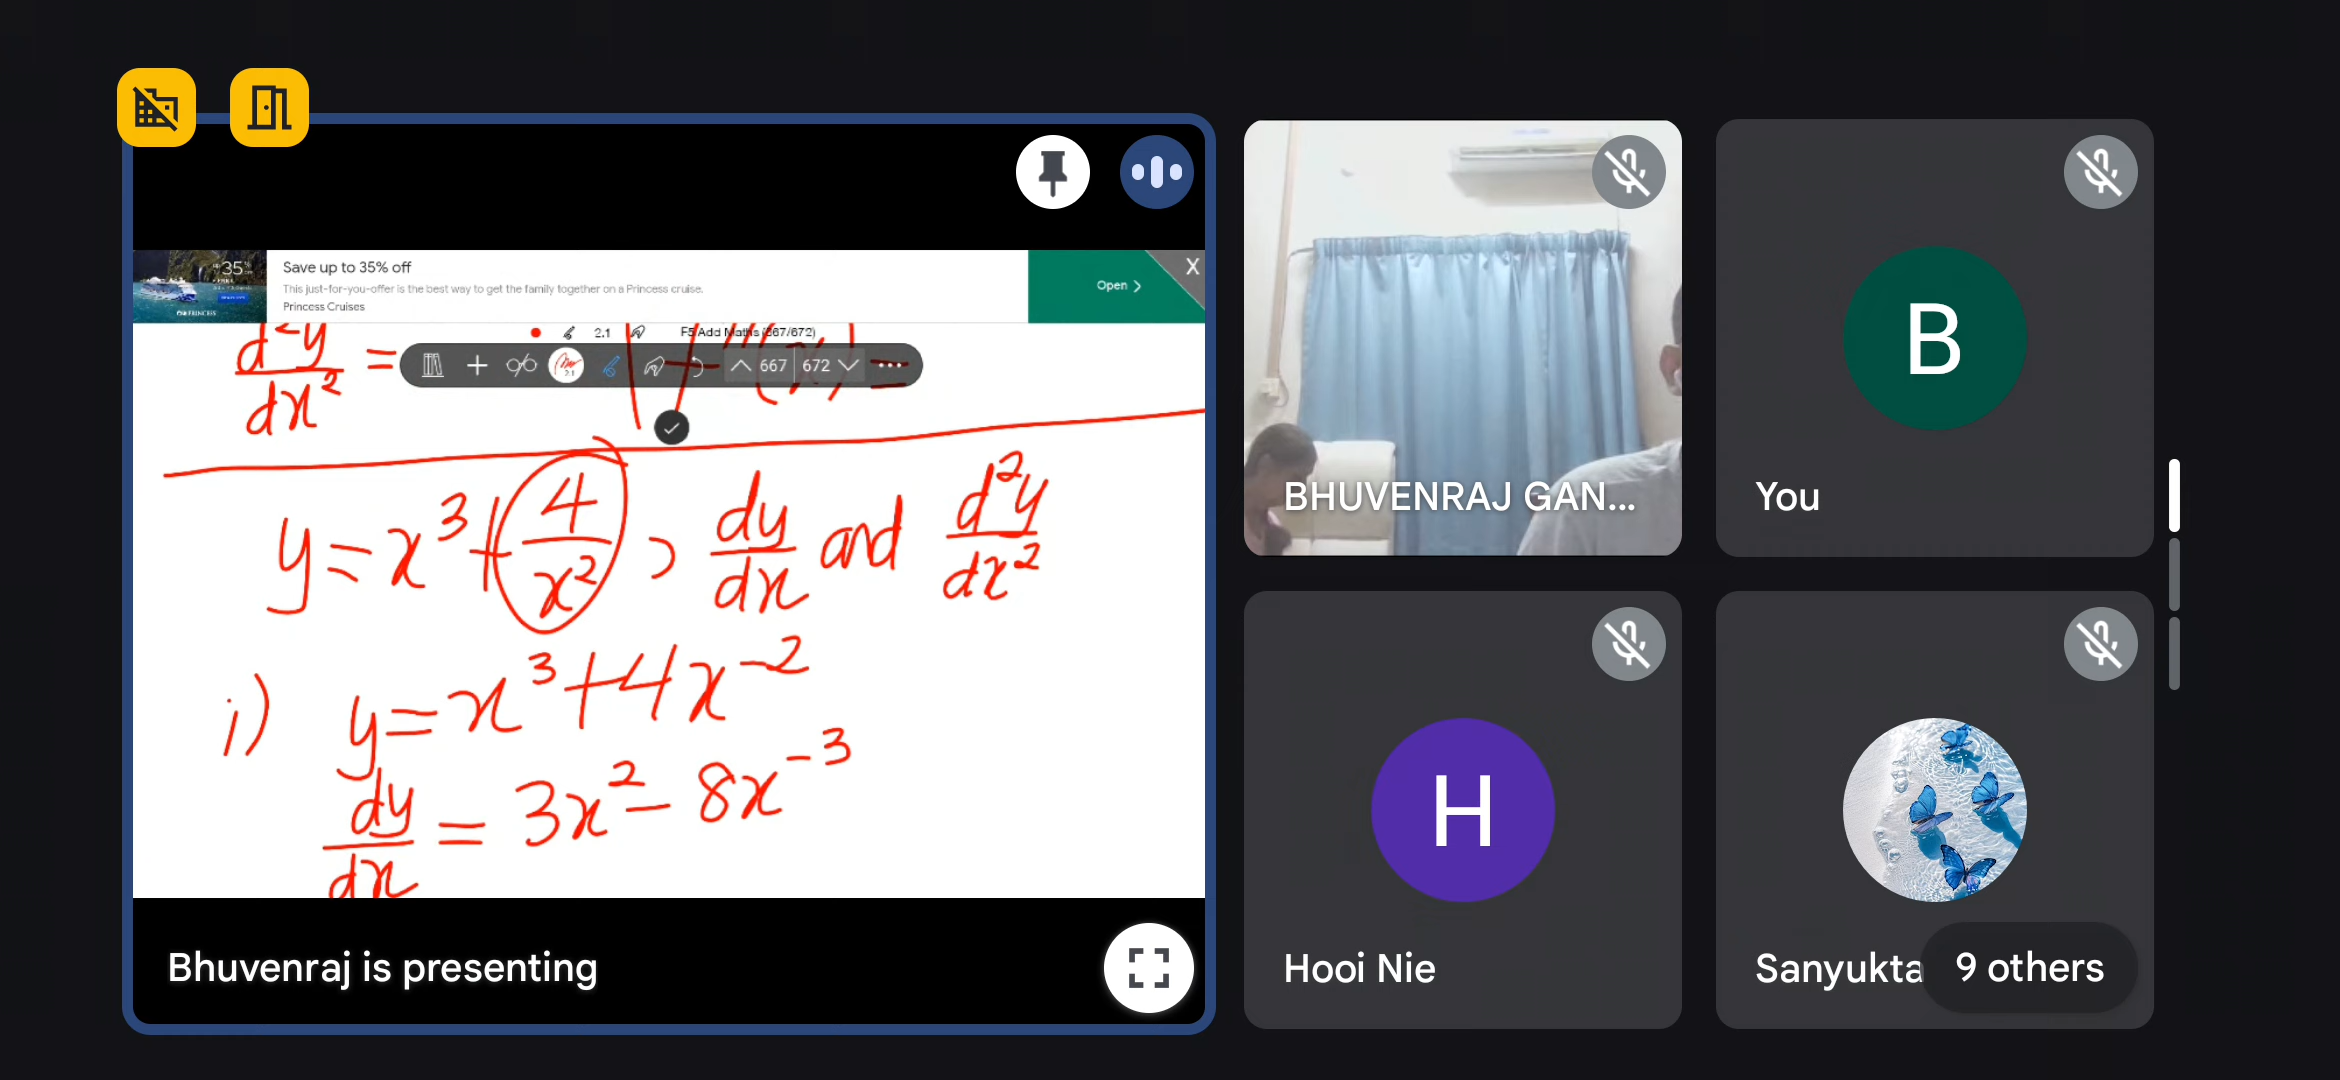 35%
PRINCESS
Save up to 35% off
This just-for-you-offer is the best way to get the family together on a Princess cruise.
Princess Cruises
Open >
X
2.1 F5 Add Maths (667/672)
667 672
d²y/dx² = f''(x) =
y = x³ + 4/x² , dy/dx and d²y/dx²
i) y = x³ + 4x⁻²
dy/dx = 3x² - 8x⁻³
Bhuvenraj is presenting
BHUVENRAJ GAN...
B
You
H
Hooi Nie
Sanyukta
9 others